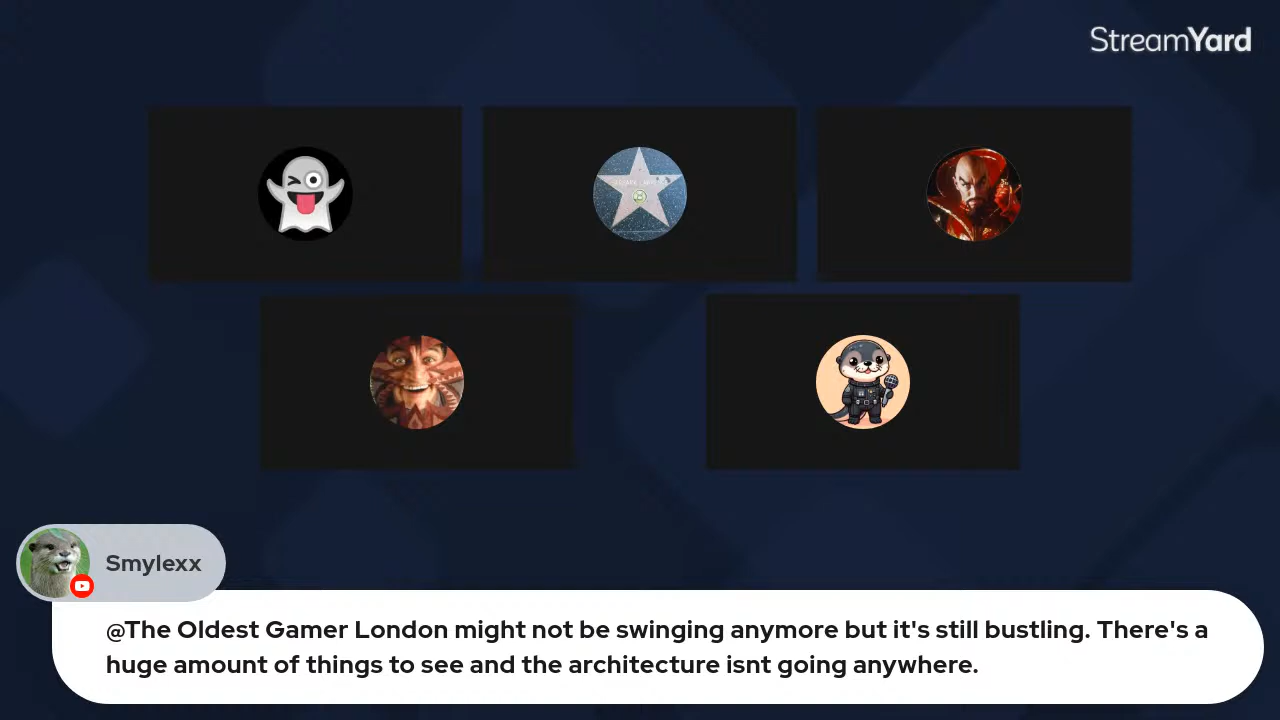 StreamYard
Smylexx
@The Oldest Gamer London might not be swinging anymore but it's still bustling. There's a
huge amount of things to see and the architecture isnt going anywhere.